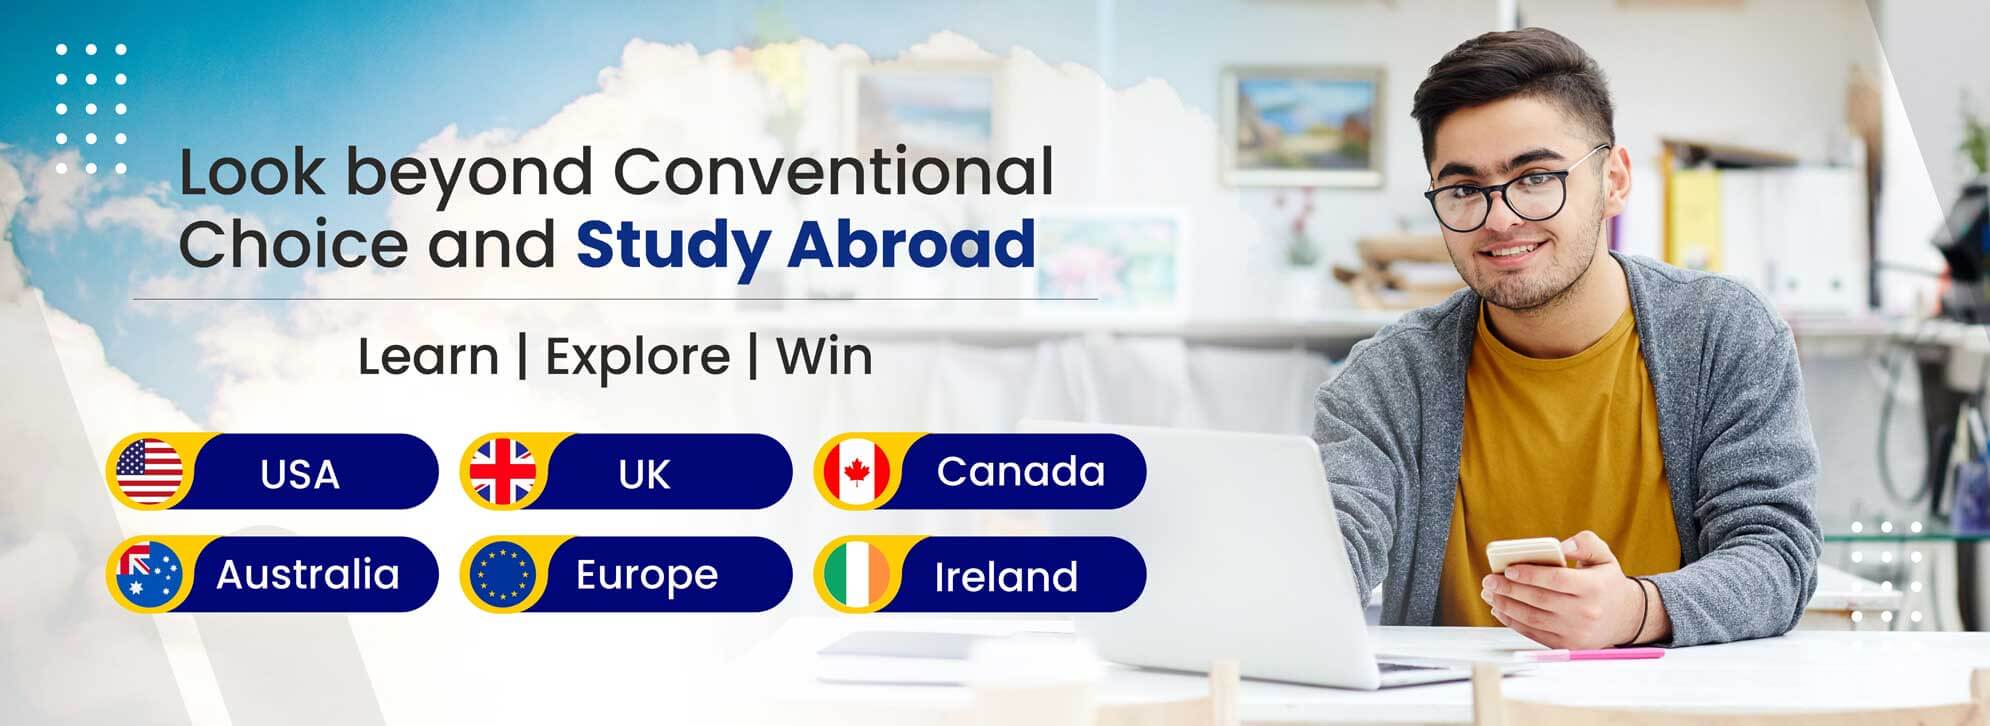 Look beyond Conventional
Choice and Study Abroad
Learn | Explore | Win
USA
UK
Canada
Australia
Europe
Ireland